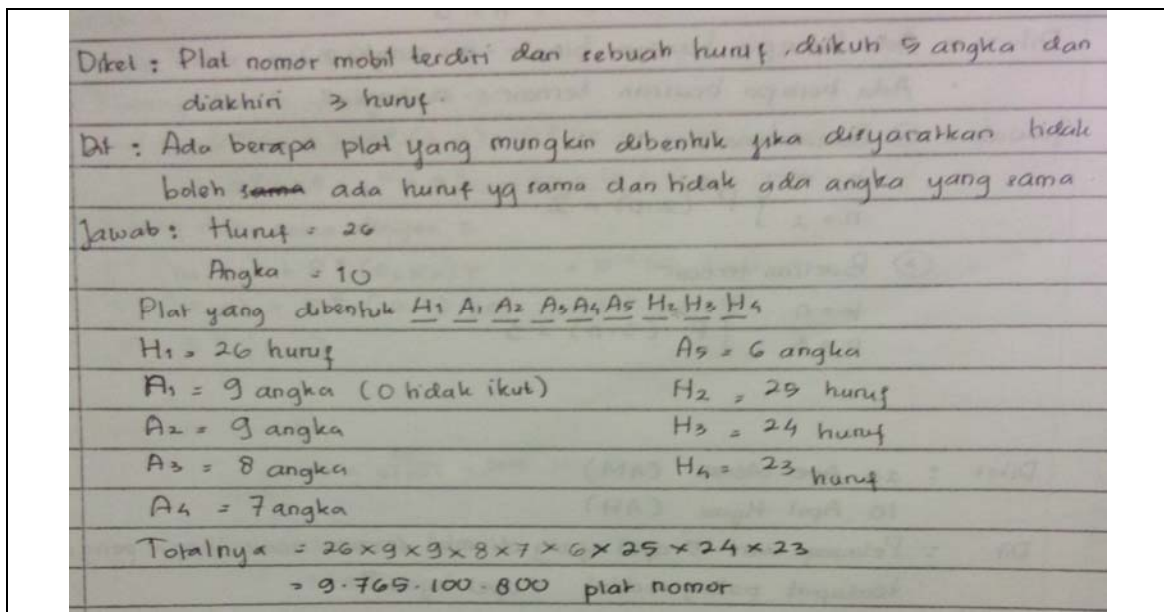 Diket : Plat nomor mobil terdiri dari sebuah huruf, diikuti 5 angka dan
diakhiri 3 huruf.
Dit : Ada berapa plat yang mungkin dibentuk jika disyaratkan tidak
boleh sama ada huruf yg sama dan tidak ada angka yang sama
Jawab : Huruf = 26
Angka = 10
Plat yang dibentuk H1 A1 A2 A3 A4 A5 H2 H3 H4
H1 = 26 huruf A5 = 6 angka
A1 = 9 angka (0 tidak ikut) H2 = 25 huruf
A2 = 9 angka H3 = 24 huruf
A3 = 8 angka H4 = 23 huruf
A4 = 7 angka
Totalnya = 26 × 9 × 9 × 8 × 7 × 6 × 25 × 24 × 23
= 9.765.100.800 plat nomor